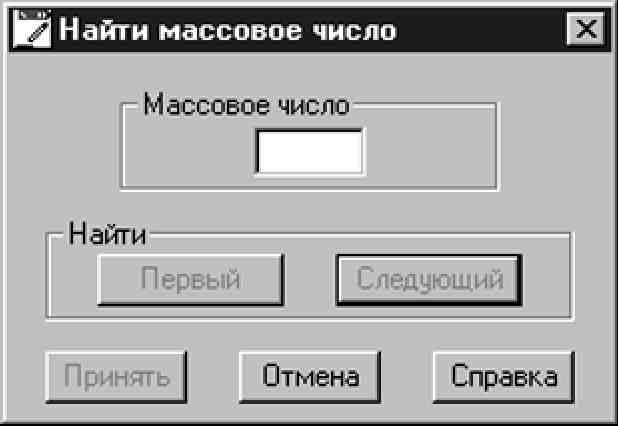 Найти массовое число
Массовое число
Найти
Первый Следующий
Принять Отмена Справка